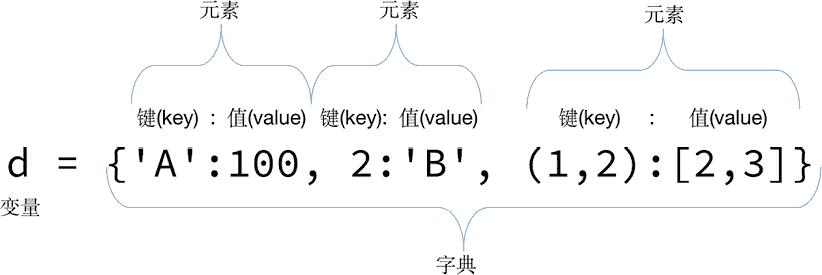 元素 元素 元素
键(key) : 值(value) 键(key): 值(value) 键(key) : 值(value)
d = {'A':100, 2:'B', (1,2):[2,3]}
变量
字典